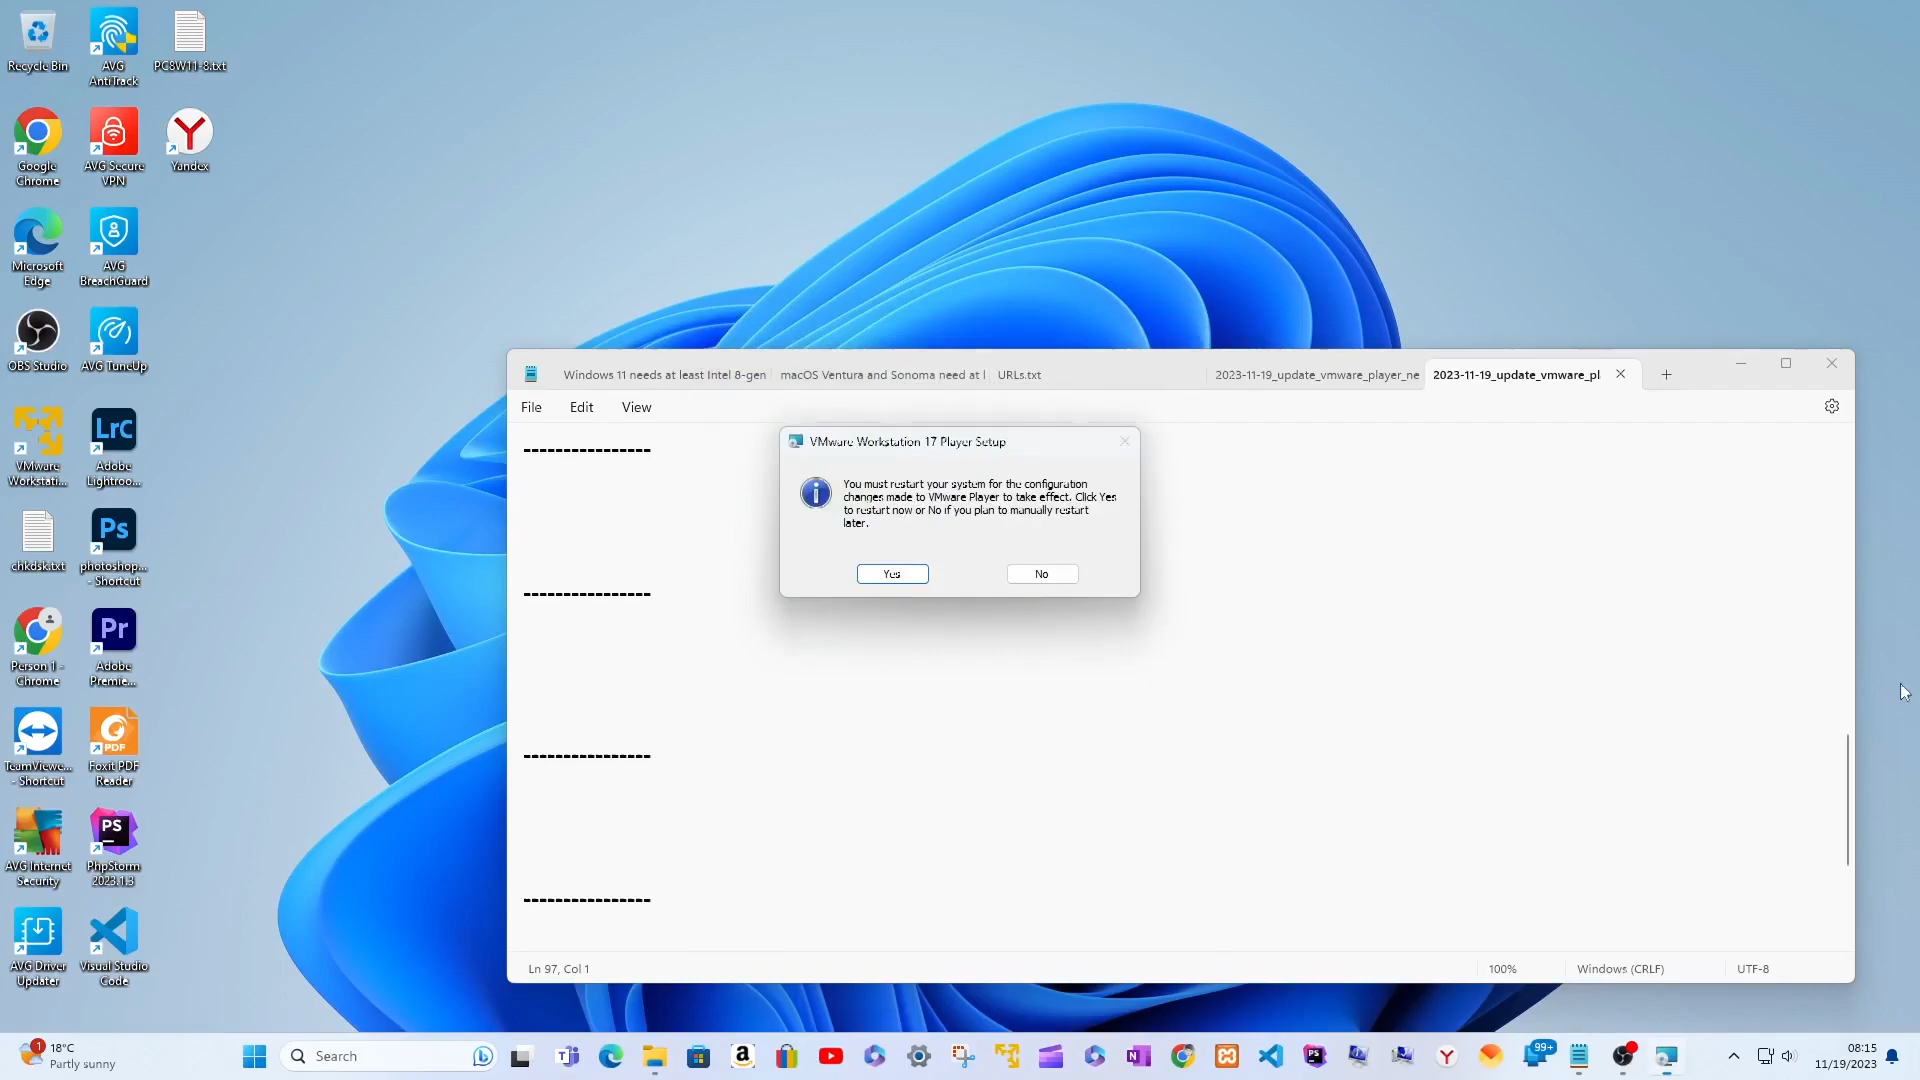 Recycle Bin
AVG
AntiTrack
PC8W11-8.txt
Google
Chrome
AVG Secure
VPN
Yandex
Microsoft
Edge
AVG
BreachGuard
OBS Studio
AVG TuneUp
VMware
Workstati...
Lrc
Adobe
Lightroo...
chkdsk.txt
Ps
photoshop...
- Shortcut
Person 1 -
Chrome
Pr
Adobe
Premie...
TeamViewe...
- Shortcut
PDF
Foxit PDF
Reader
AVG Internet
Security
PS
PhpStorm
2023.1.3
AVG Driver
Updater
Visual Studio
Code
Windows 11 needs at least Intel 8-gen
macOS Ventura and Sonoma need at l
URLs.txt
2023-11-19_update_vmware_player_ne
2023-11-19_update_vmware_pl
File Edit View
---------------- 
VMware Workstation 17 Player Setup
You must restart your system for the configuration
changes made to VMware Player to take effect. Click Yes
to restart now or No if you plan to manually restart
later.
Yes No
----------------
----------------
----------------
Ln 97, Col 1 100% Windows (CRLF) UTF-8
1
18°C
Partly sunny
Search
99+
08:15
11/19/2023